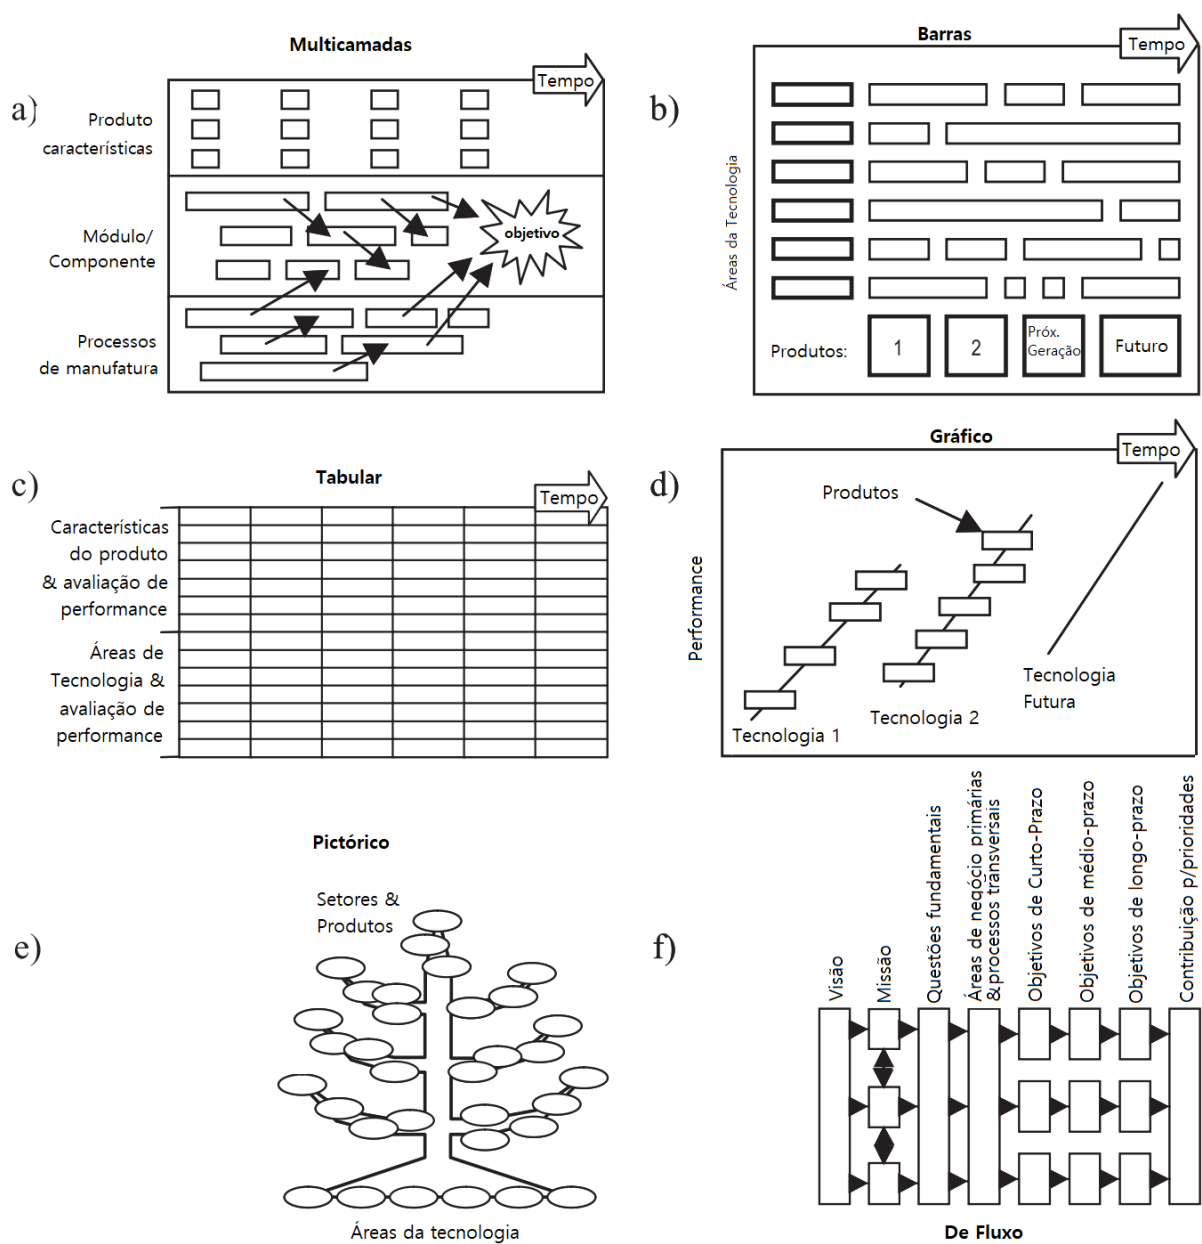 Multicamadas
Tempo
a)
Produto
características
Módulo/
Componente
objetivo
Processos
de manufatura
Barras
Tempo
b)
Áreas da Tecnologia
Produtos:
1
2
Próx.
Geração
Futuro
Tabular
Tempo
c)
Características
do produto
& avaliação de
performance
Áreas de
Tecnologia &
avaliação de
performance
Gráfico
Tempo
d)
Produtos
Performance
Tecnologia 1
Tecnologia 2
Tecnologia
Futura
Pictórico
Setores &
Produtos
e)
Áreas da tecnologia
f)
Visão
Missão
Questões fundamentais
Áreas de negócio primárias
& processos transversais
Objetivos de Curto-Prazo
Objetivos de médio-prazo
Objetivos de longo-prazo
Contribuição p/prioridades
De Fluxo